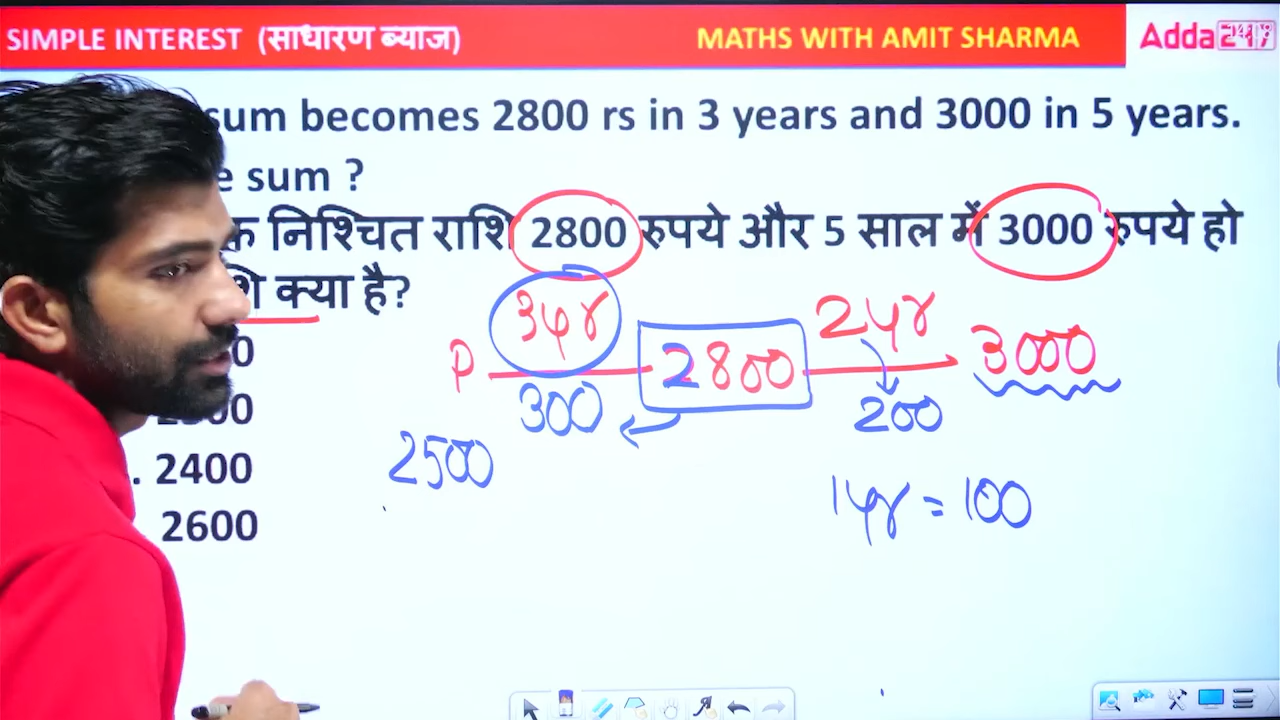 SIMPLE INTEREST (साधारण ब्याज)
MATHS WITH AMIT SHARMA
Adda247
sum becomes 2800 rs in 3 years and 3000 in 5 years.
sum ?
निश्चित राशि 2800 रुपये और 5 साल में 3000 रुपये हो
क्या है?
3yr
2yr
P
2800
3000
300
200
2500
2400
1yr = 100
2600